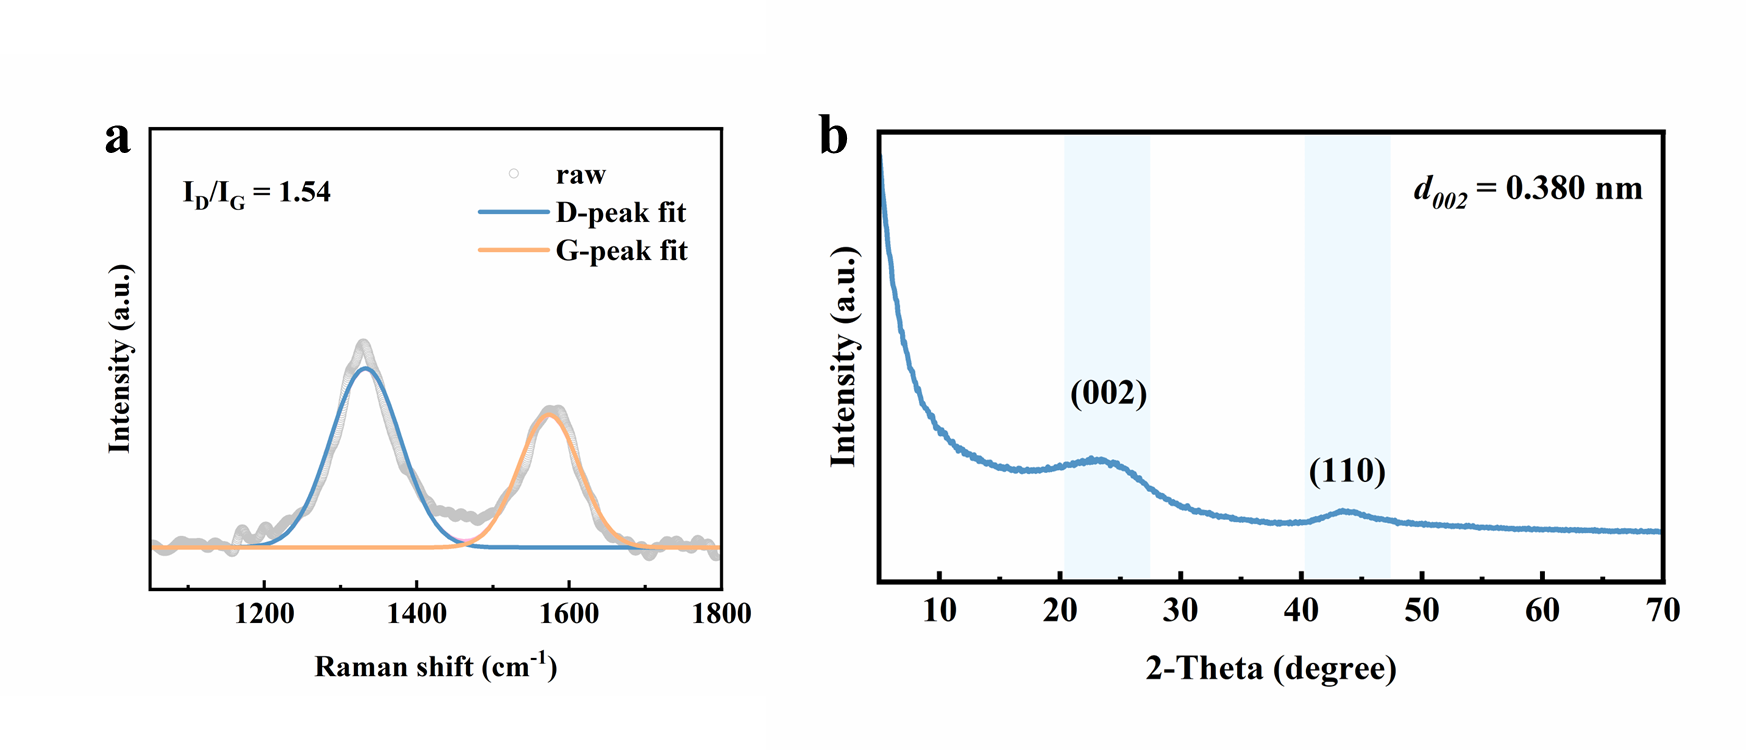 a
I_D/I_G = 1.54
raw
D-peak fit
G-peak fit
Intensity (a.u.)
1200 1400 1600 1800
Raman shift (cm⁻¹)
b
d₀₀₂ = 0.380 nm
(002)
(110)
Intensity (a.u.)
10 20 30 40 50 60 70
2-Theta (degree)